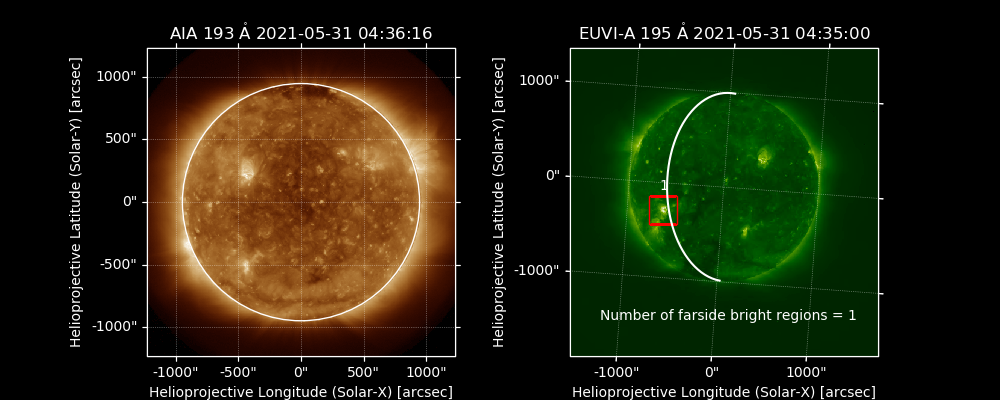 AIA 193 Å 2021-05-31 04:36:16
Helioprojective Latitude (Solar-Y) [arcsec]
1000"
500"
0"
-500"
-1000"
-1000"
-500"
0"
500"
1000"
Helioprojective Longitude (Solar-X) [arcsec]
EUVI-A 195 Å 2021-05-31 04:35:00
Helioprojective Latitude (Solar-Y) [arcsec]
1000"
0"
-1000"
1
Number of farside bright regions = 1
-1000"
0"
1000"
Helioprojective Longitude (Solar-X) [arcsec]